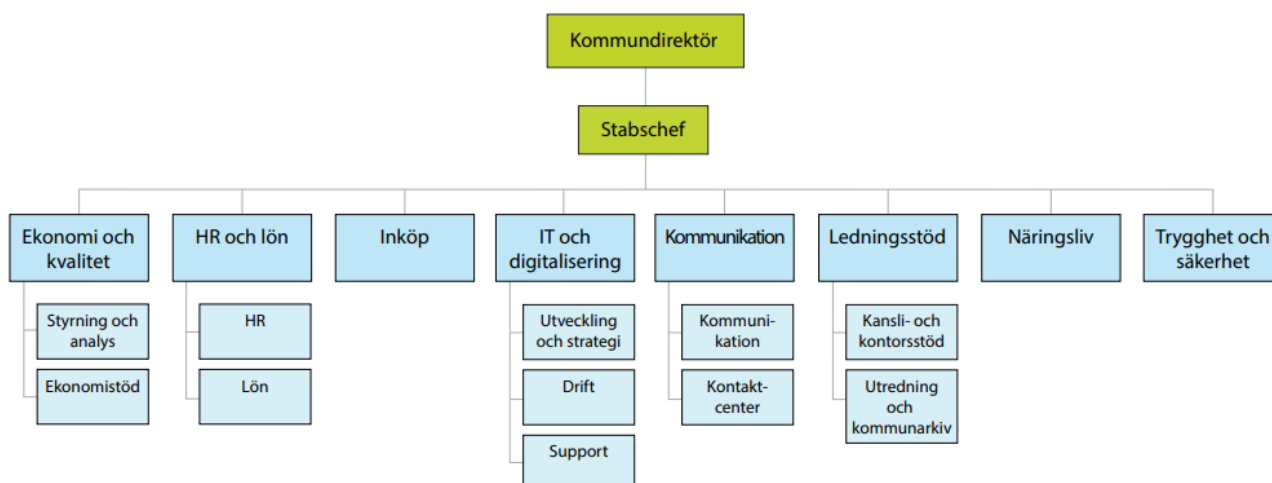 Kommundirektör
Stabschef
Ekonomi och
kvalitet
HR och lön
Inköp
IT och
digitalisering
Kommunikation
Ledningsstöd
Näringsliv
Trygghet och
säkerhet
Styrning och
analys
Ekonomistöd
HR
Lön
Utveckling
och strategi
Drift
Support
Kommuni-
kation
Kontakt-
center
Kansli- och
kontorsstöd
Utredning
och
kommunarkiv